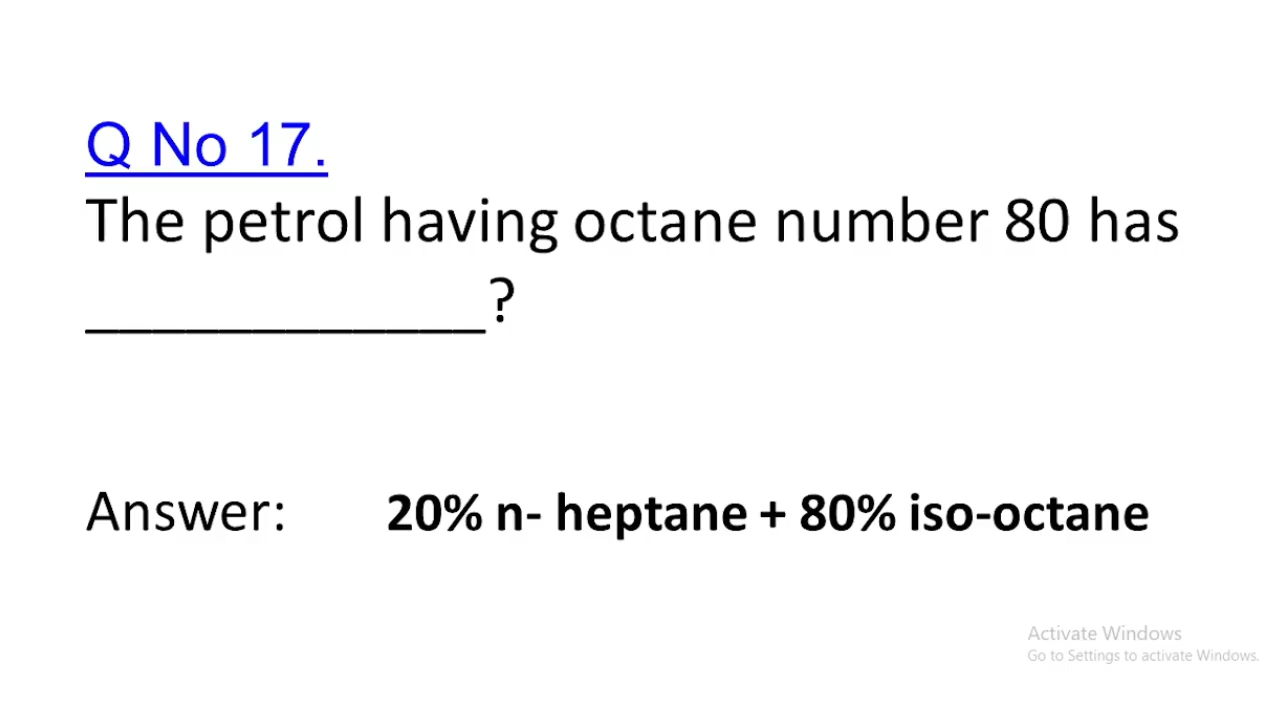 Q No 17.
The petrol having octane number 80 has
____________?
Answer: 20% n- heptane + 80% iso-octane
Activate Windows
Go to Settings to activate Windows.